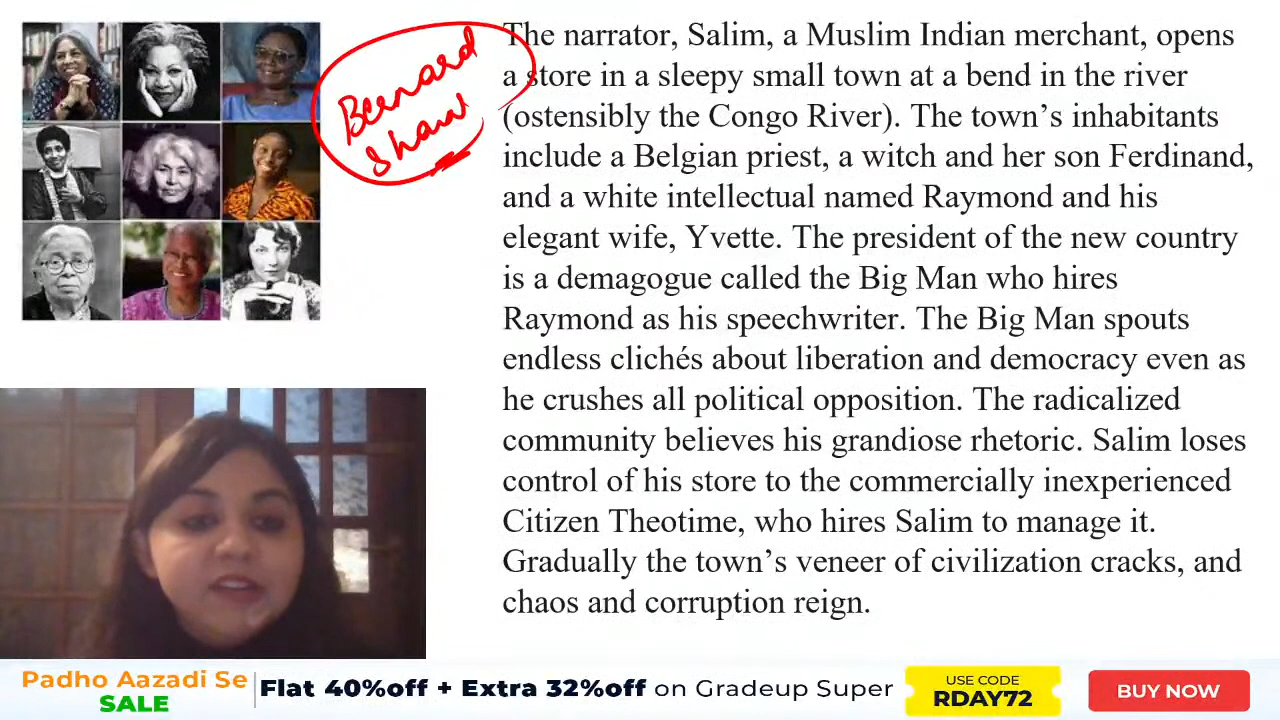 Bernard
Shaw
The narrator, Salim, a Muslim Indian merchant, opens
a store in a sleepy small town at a bend in the river
(ostensibly the Congo River). The town’s inhabitants
include a Belgian priest, a witch and her son Ferdinand,
and a white intellectual named Raymond and his
elegant wife, Yvette. The president of the new country
is a demagogue called the Big Man who hires
Raymond as his speechwriter. The Big Man spouts
endless clichés about liberation and democracy even as
he crushes all political opposition. The radicalized
community believes his grandiose rhetoric. Salim loses
control of his store to the commercially inexperienced
Citizen Theotime, who hires Salim to manage it.
Gradually the town’s veneer of civilization cracks, and
chaos and corruption reign.
Padho Aazadi Se
SALE
Flat 40%off + Extra 32%off on Gradeup Super
USE CODE
RDAY72
BUY NOW